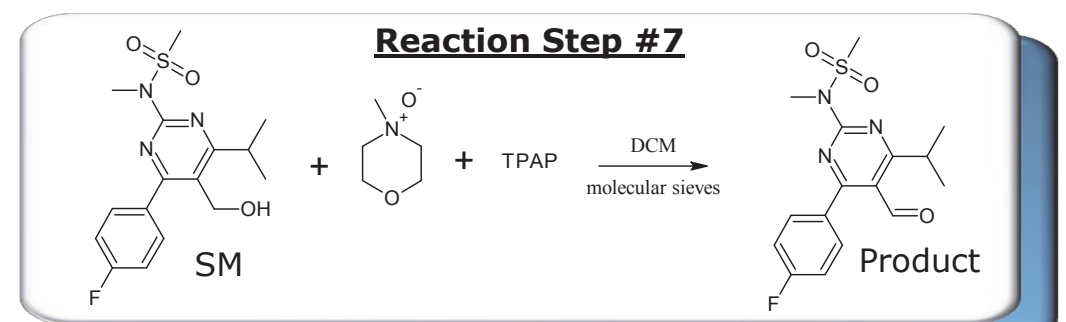 Reaction Step #7
O
S
O
N
N
N
OH
F
SM
+
O-
N+
O
+
TPAP
DCM
molecular sieves
O
S
O
N
N
N
O
F
Product